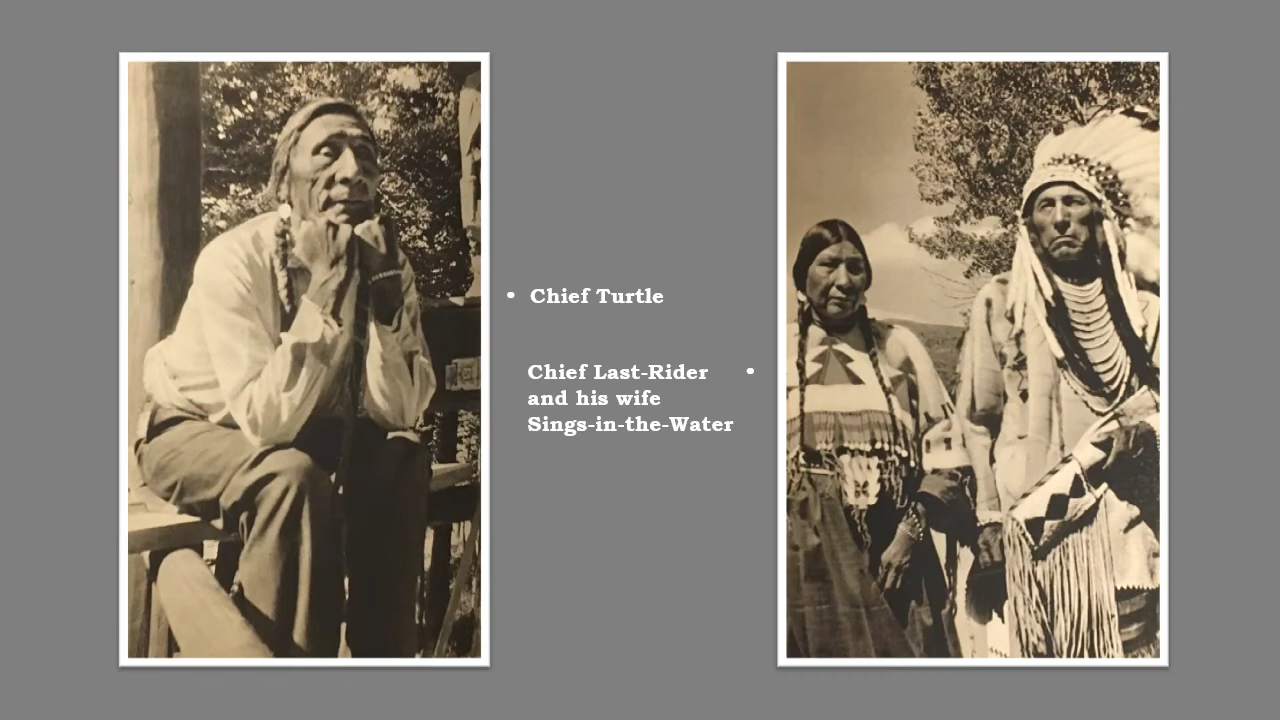 • Chief Turtle
Chief Last-Rider •
and his wife
Sings-in-the-Water